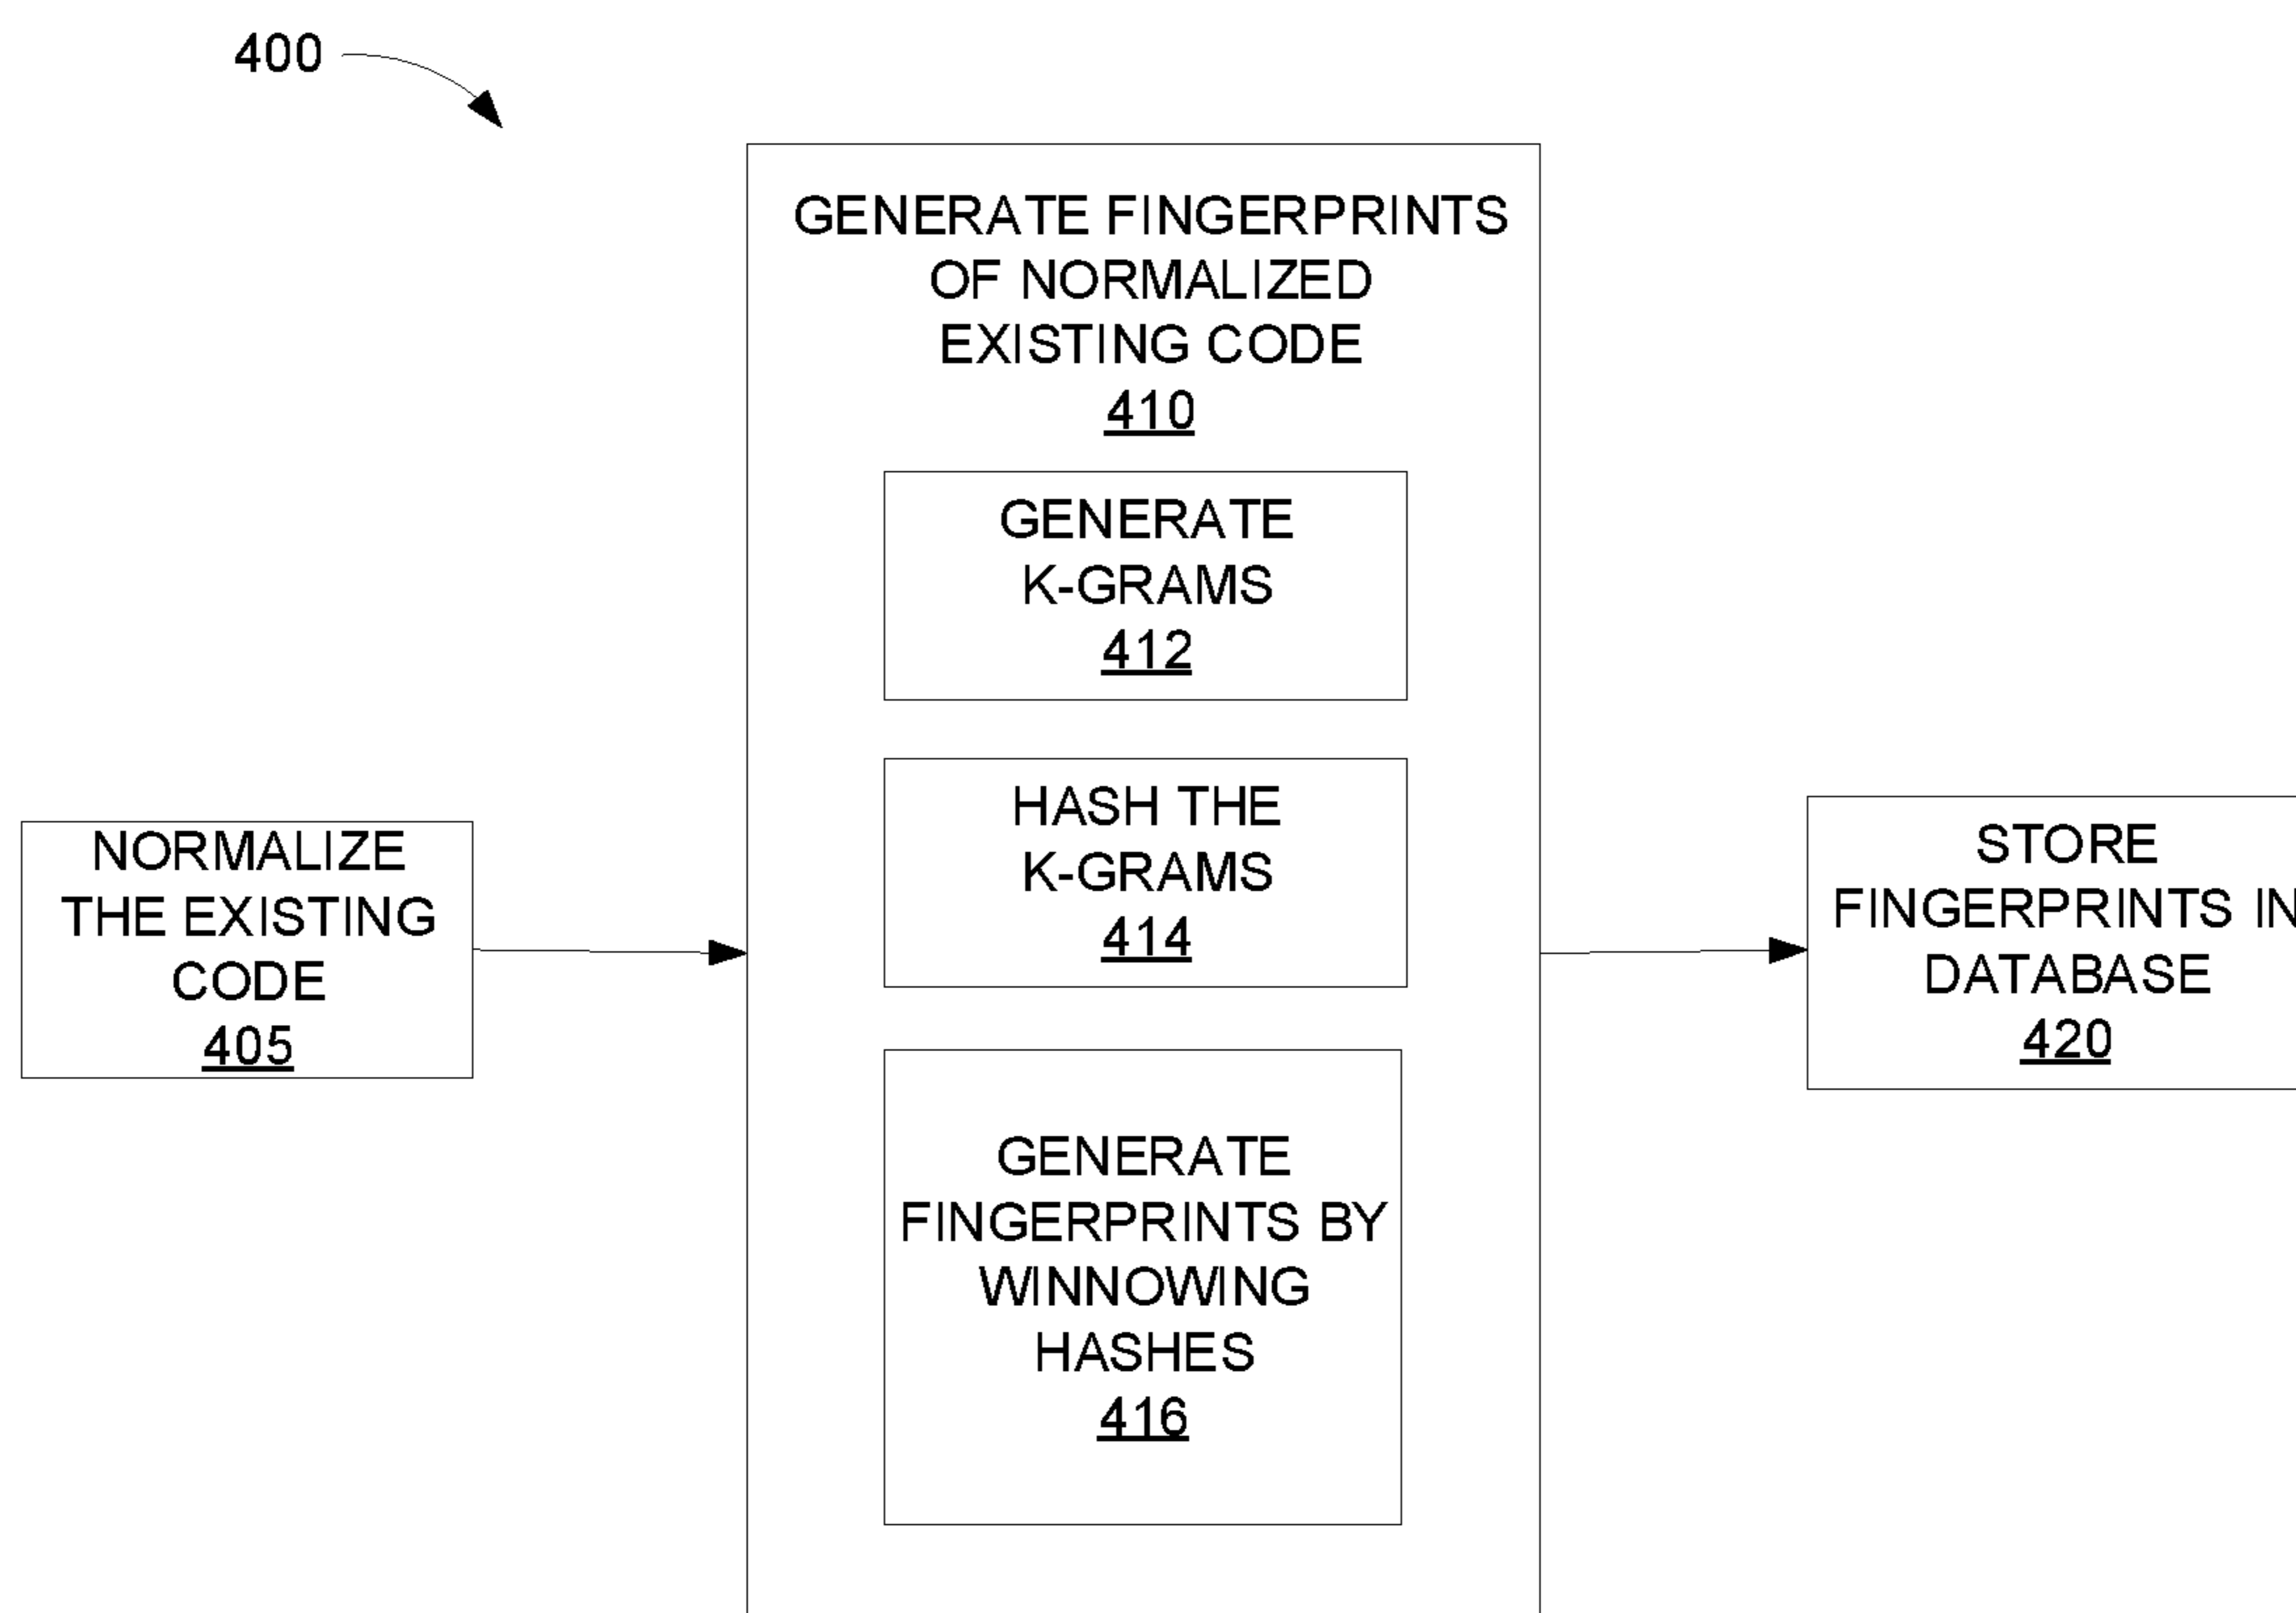 400
GENERATE FINGERPRINTS
OF NORMALIZED
EXISTING CODE
410
GENERATE
K-GRAMS
412
HASH THE
K-GRAMS
414
GENERATE
FINGERPRINTS BY
WINNOWING
HASHES
416
NORMALIZE
THE EXISTING
CODE
405
STORE
FINGERPRINTS IN
DATABASE
420